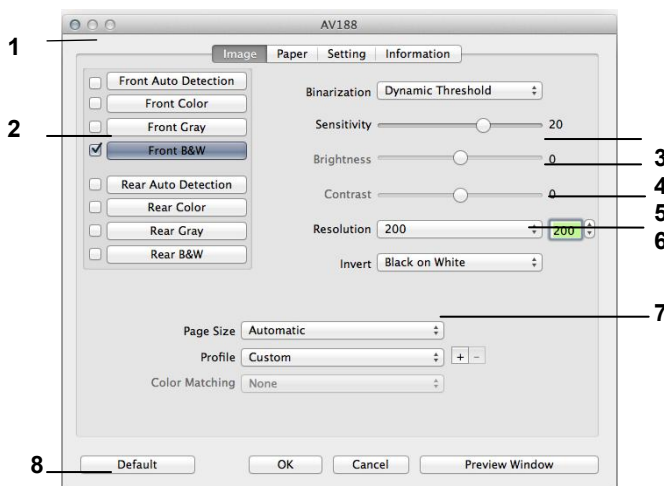 AV188
1
Image Paper Setting Information
Front Auto Detection
Front Color
2 Front Gray
Front B&W
Rear Auto Detection
Rear Color
Rear Gray
Rear B&W
Binarization Dynamic Threshold
Sensitivity 20
3
Brightness 0
4
Contrast 0
5
Resolution 200 200
6
Invert Black on White
7
Page Size Automatic
Profile Custom + -
Color Matching None
8
Default OK Cancel Preview Window